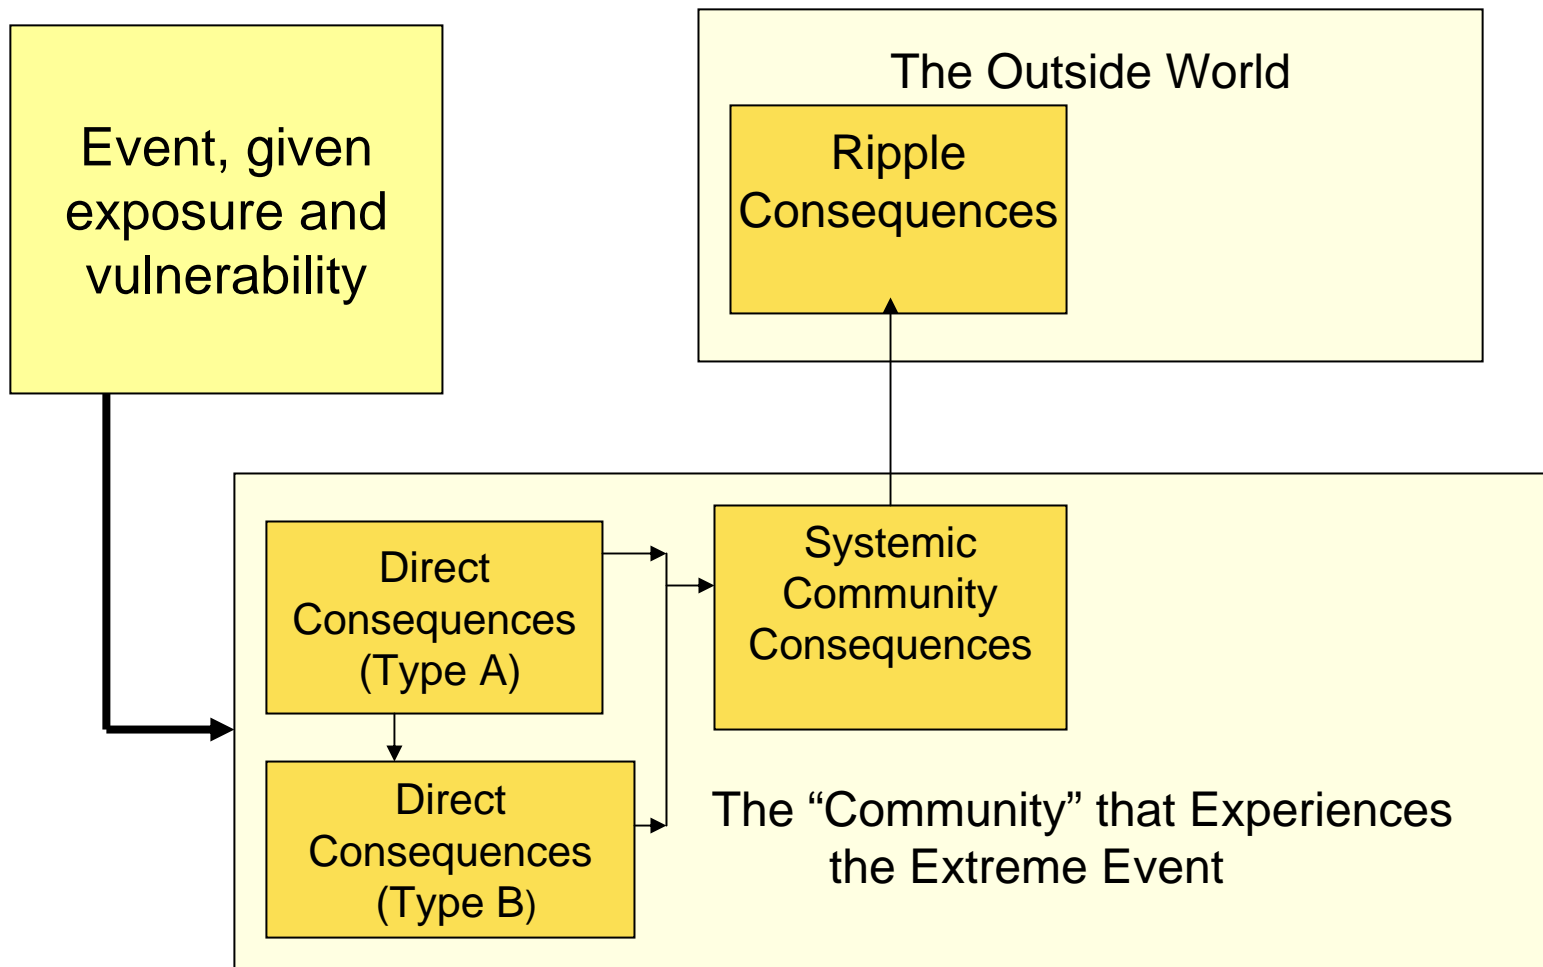 Event, given
exposure and
vulnerability
The Outside World
Ripple
Consequences
Direct
Consequences
(Type A)
Systemic
Community
Consequences
Direct
Consequences
(Type B)
The “Community” that Experiences
the Extreme Event